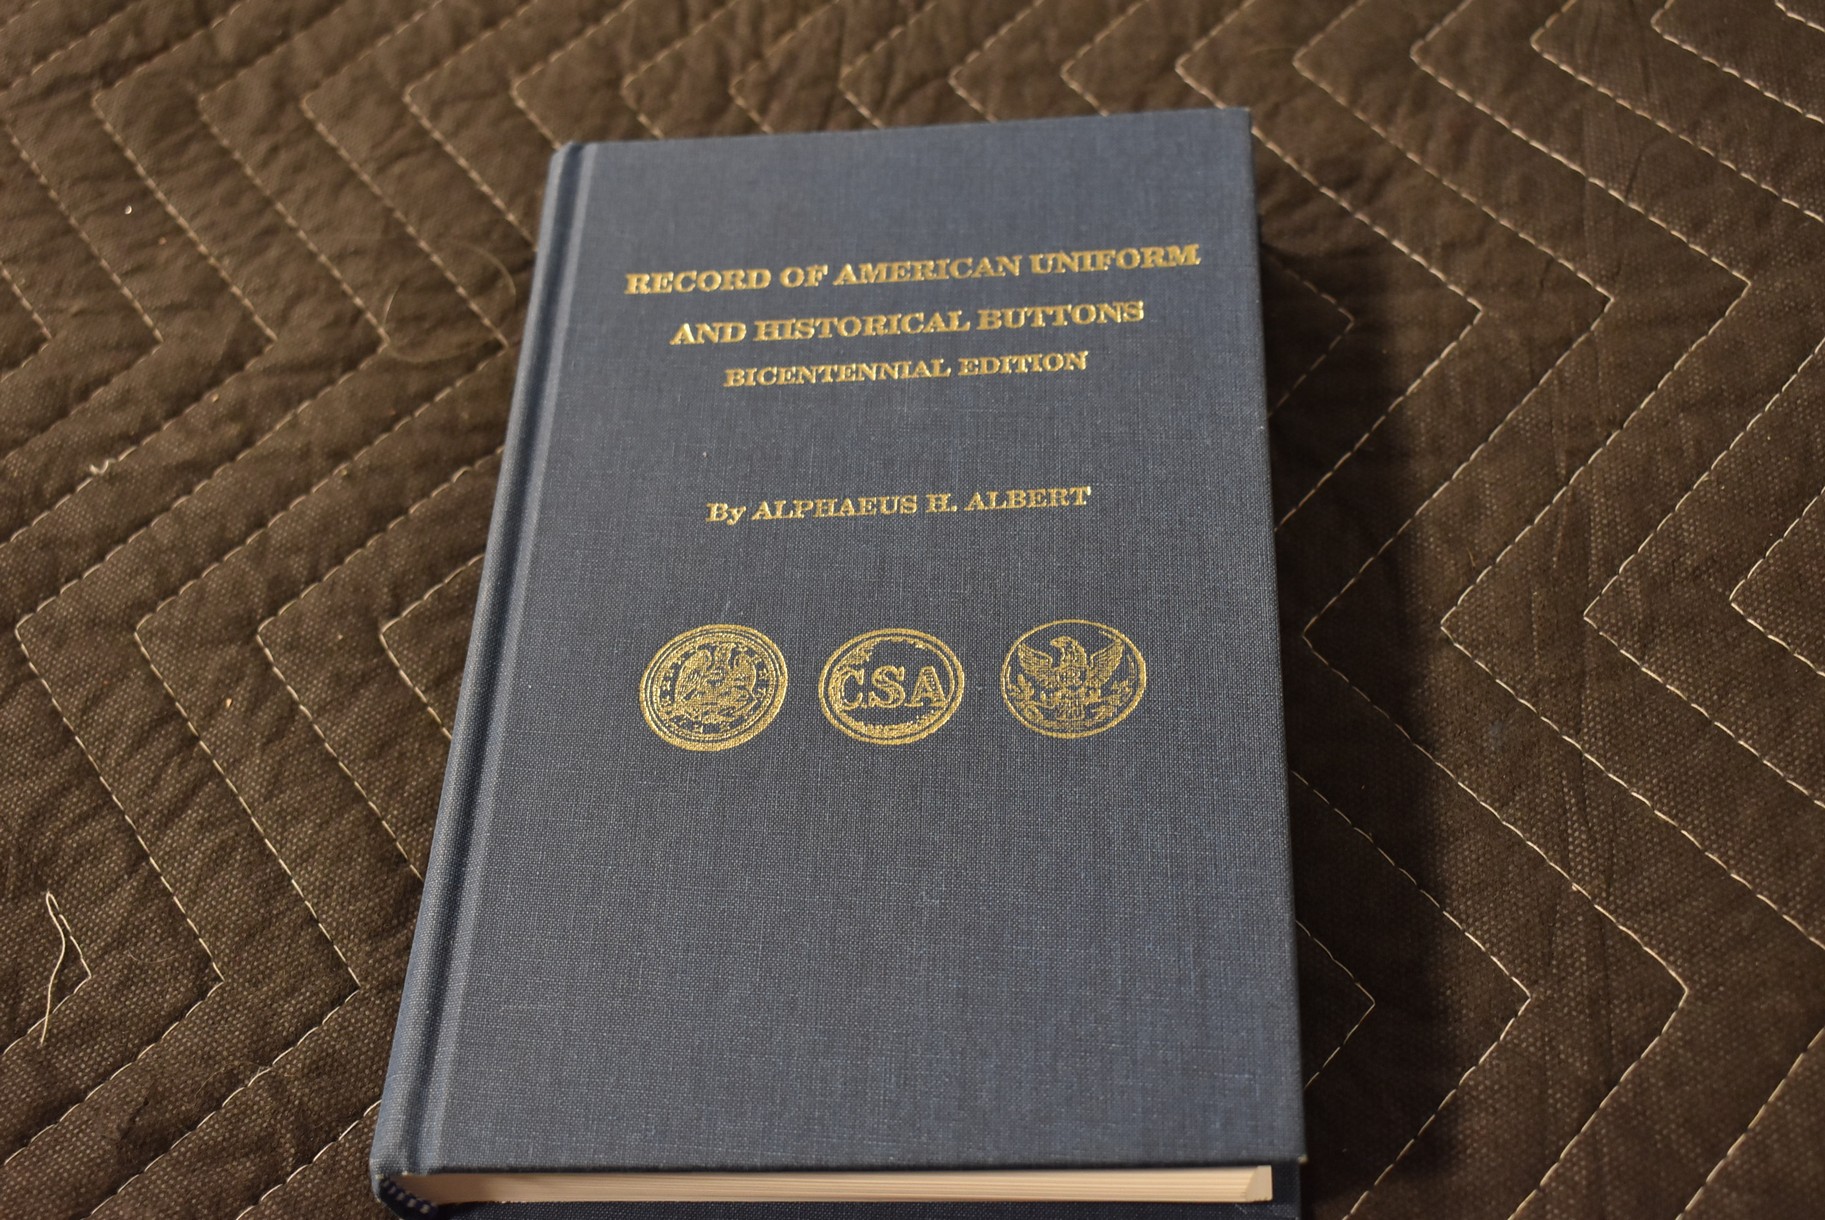 RECORD OF AMERICAN UNIFORM
AND HISTORICAL BUTTONS
BICENTENNIAL EDITION
By ALPHAEUS H. ALBERT
CSA